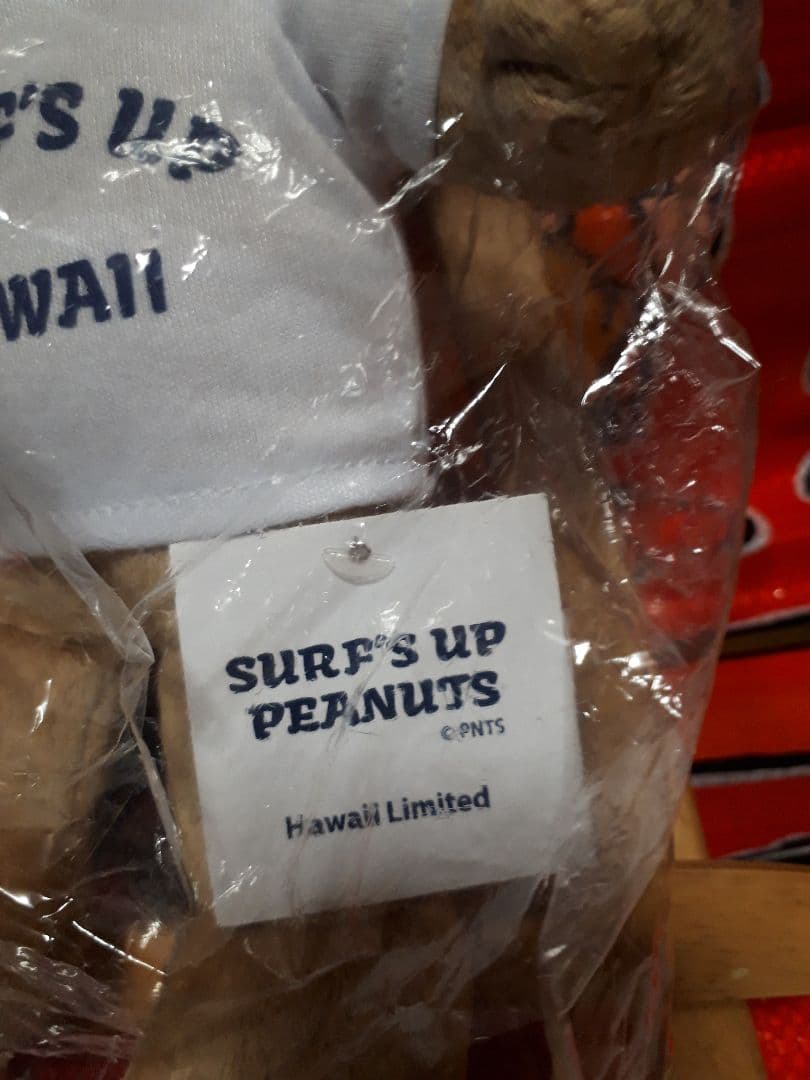 F'S UP
WAII
SURF'S UP
PEANUTS
© PNTS
Hawaii Limited